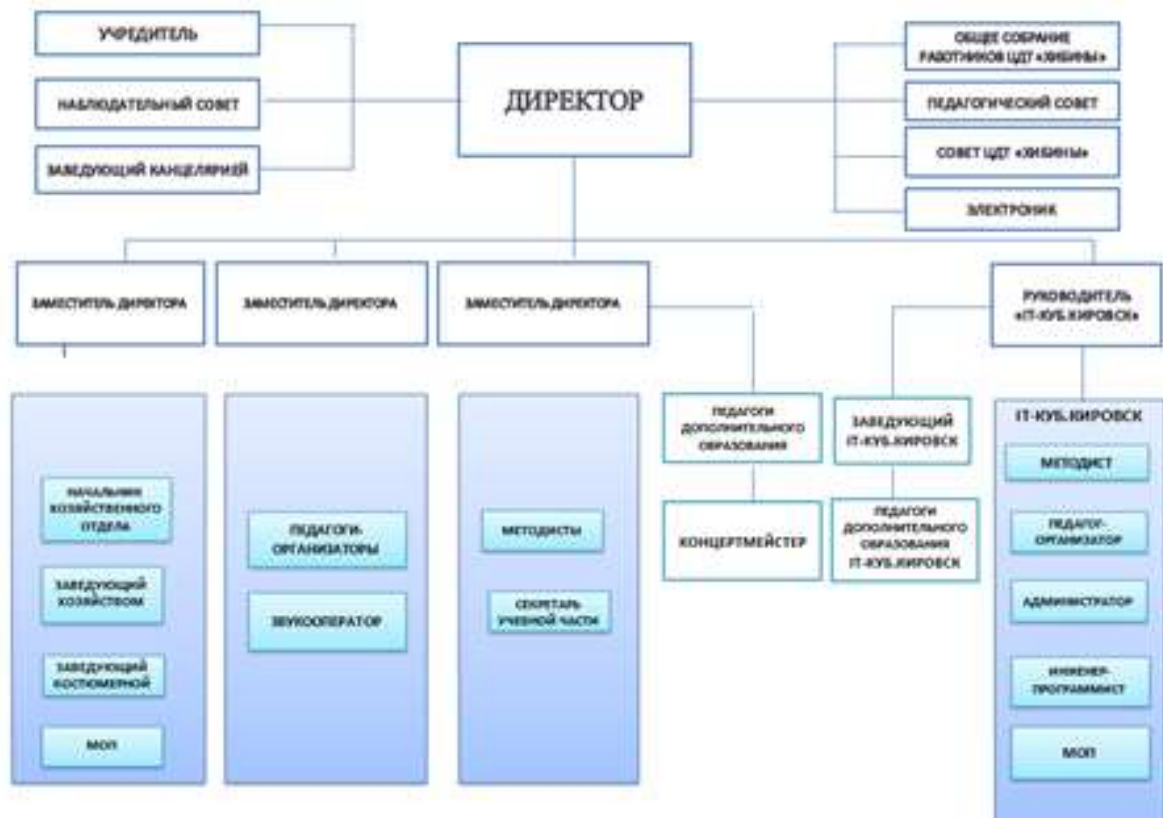 УЧРЕДИТЕЛЬ
НАБЛЮДАТЕЛЬНЫЙ СОВЕТ
ЗАВЕДУЮЩИЙ КАНЦЕЛЯРИЕЙ
ДИРЕКТОР
ОБЩЕЕ СОБРАНИЕ
РАБОТНИКОВ ЦДТ «ХИБИНЫ»
ПЕДАГОГИЧЕСКИЙ СОВЕТ
СОВЕТ ЦДТ «ХИБИНЫ»
ЭЛЕКТРОНИК
ЗАМЕСТИТЕЛЬ ДИРЕКТОРА
ЗАМЕСТИТЕЛЬ ДИРЕКТОРА
ЗАМЕСТИТЕЛЬ ДИРЕКТОРА
РУКОВОДИТЕЛЬ
«IT-КУБ.КИРОВСК»
НАЧАЛЬНИК
ХОЗЯЙСТВЕННОГО
ОТДЕЛА
ЗАВЕДУЮЩИЙ
ХОЗЯЙСТВОМ
ЗАВЕДУЮЩИЙ
КОСТЮМЕРНОЙ
МОП
ПЕДАГОГИ-
ОРГАНИЗАТОРЫ
ЗВУКООПЕРАТОР
МЕТОДИСТЫ
СЕКРЕТАРЬ
УЧЕБНОЙ ЧАСТИ
ПЕДАГОГИ
ДОПОЛНИТЕЛЬНОГО
ОБРАЗОВАНИЯ
КОНЦЕРТМЕЙСТЕР
ЗАВЕДУЮЩИЙ
IT-КУБ.КИРОВСК
ПЕДАГОГИ
ДОПОЛНИТЕЛЬНОГО
ОБРАЗОВАНИЯ
IT-КУБ.КИРОВСК
IT-КУБ.КИРОВСК
МЕТОДИСТ
ПЕДАГОГ-
ОРГАНИЗАТОР
АДМИНИСТРАТОР
ИНЖЕНЕР-
ПРОГРАММИСТ
МОП